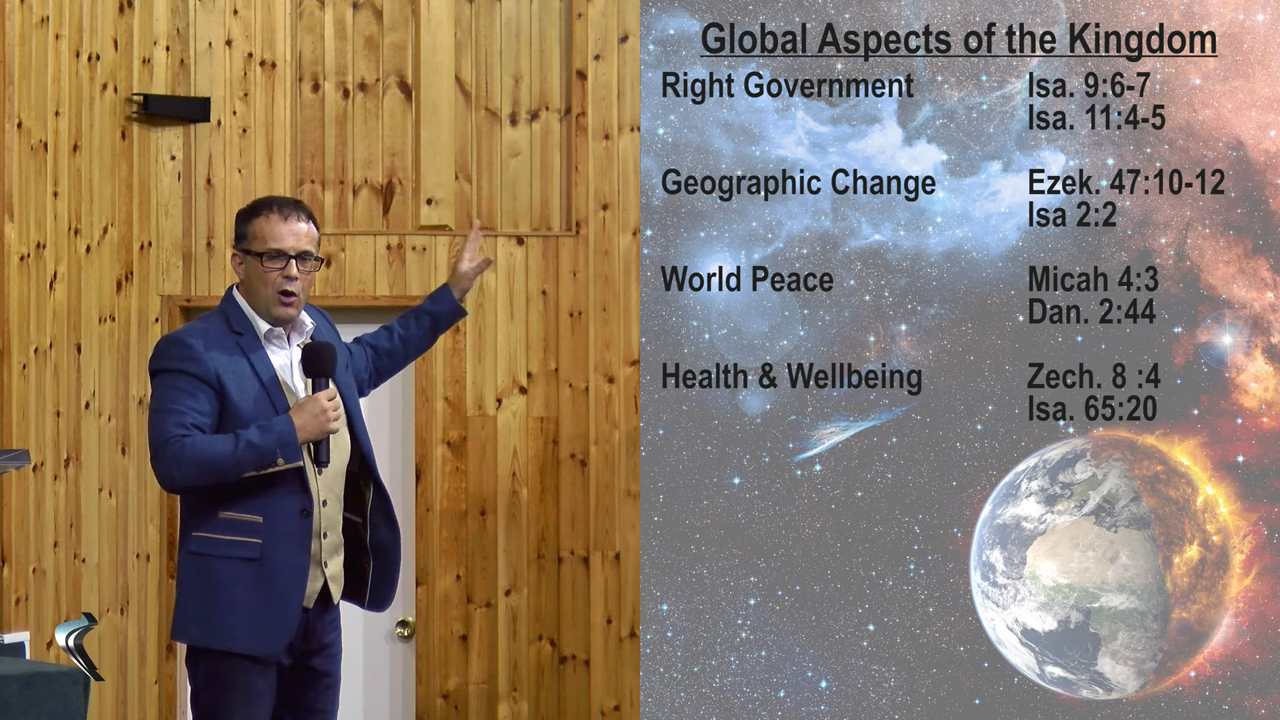 Global Aspects of the Kingdom
Right Government Isa. 9:6-7
Isa. 11:4-5
Geographic Change Ezek. 47:10-12
Isa 2:2
World Peace Micah 4:3
Dan. 2:44
Health & Wellbeing Zech. 8 :4
Isa. 65:20